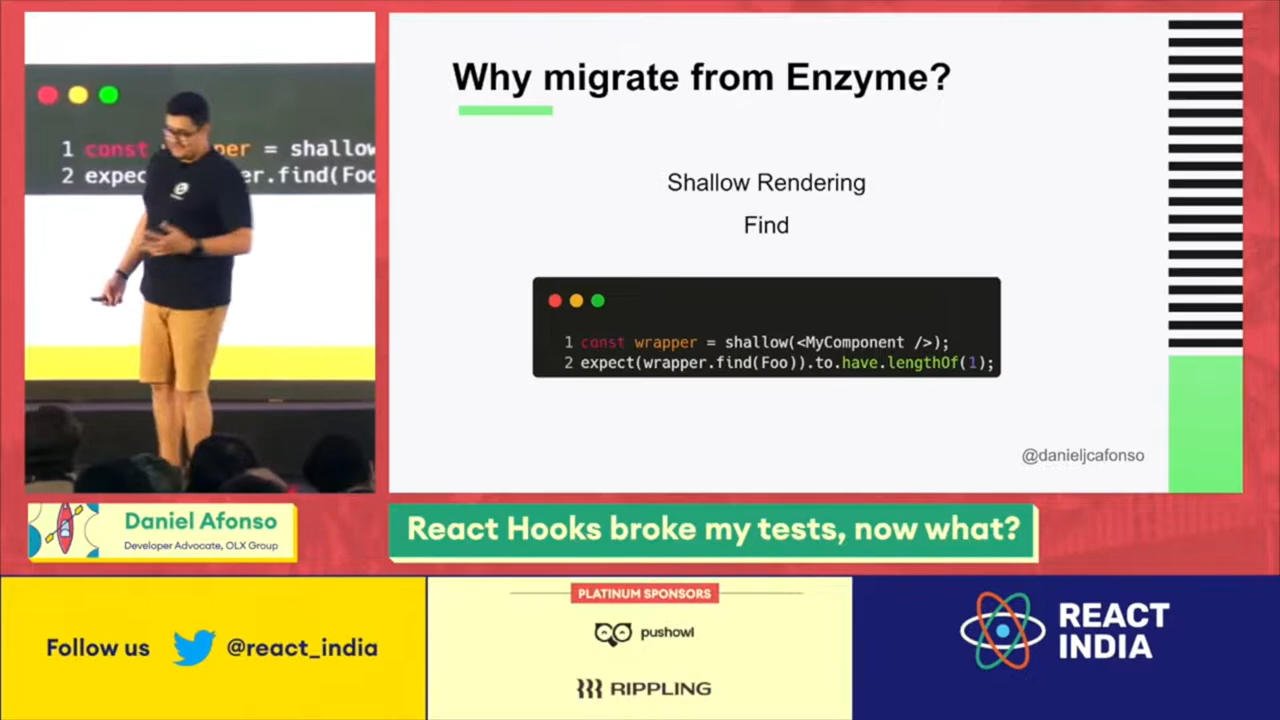 1 const wrapper = shallow
2 expec er.find(Foo
Why migrate from Enzyme?
Shallow Rendering
Find
1 const wrapper = shallow(<MyComponent />);
2 expect(wrapper.find(Foo)).to.have.lengthOf(1);
@danieljcafonso
Daniel Afonso
Developer Advocate, OLX Group
React Hooks broke my tests, now what?
Follow us @react_india
PLATINUM SPONSORS
pushowl
RIPPLING
REACT
INDIA